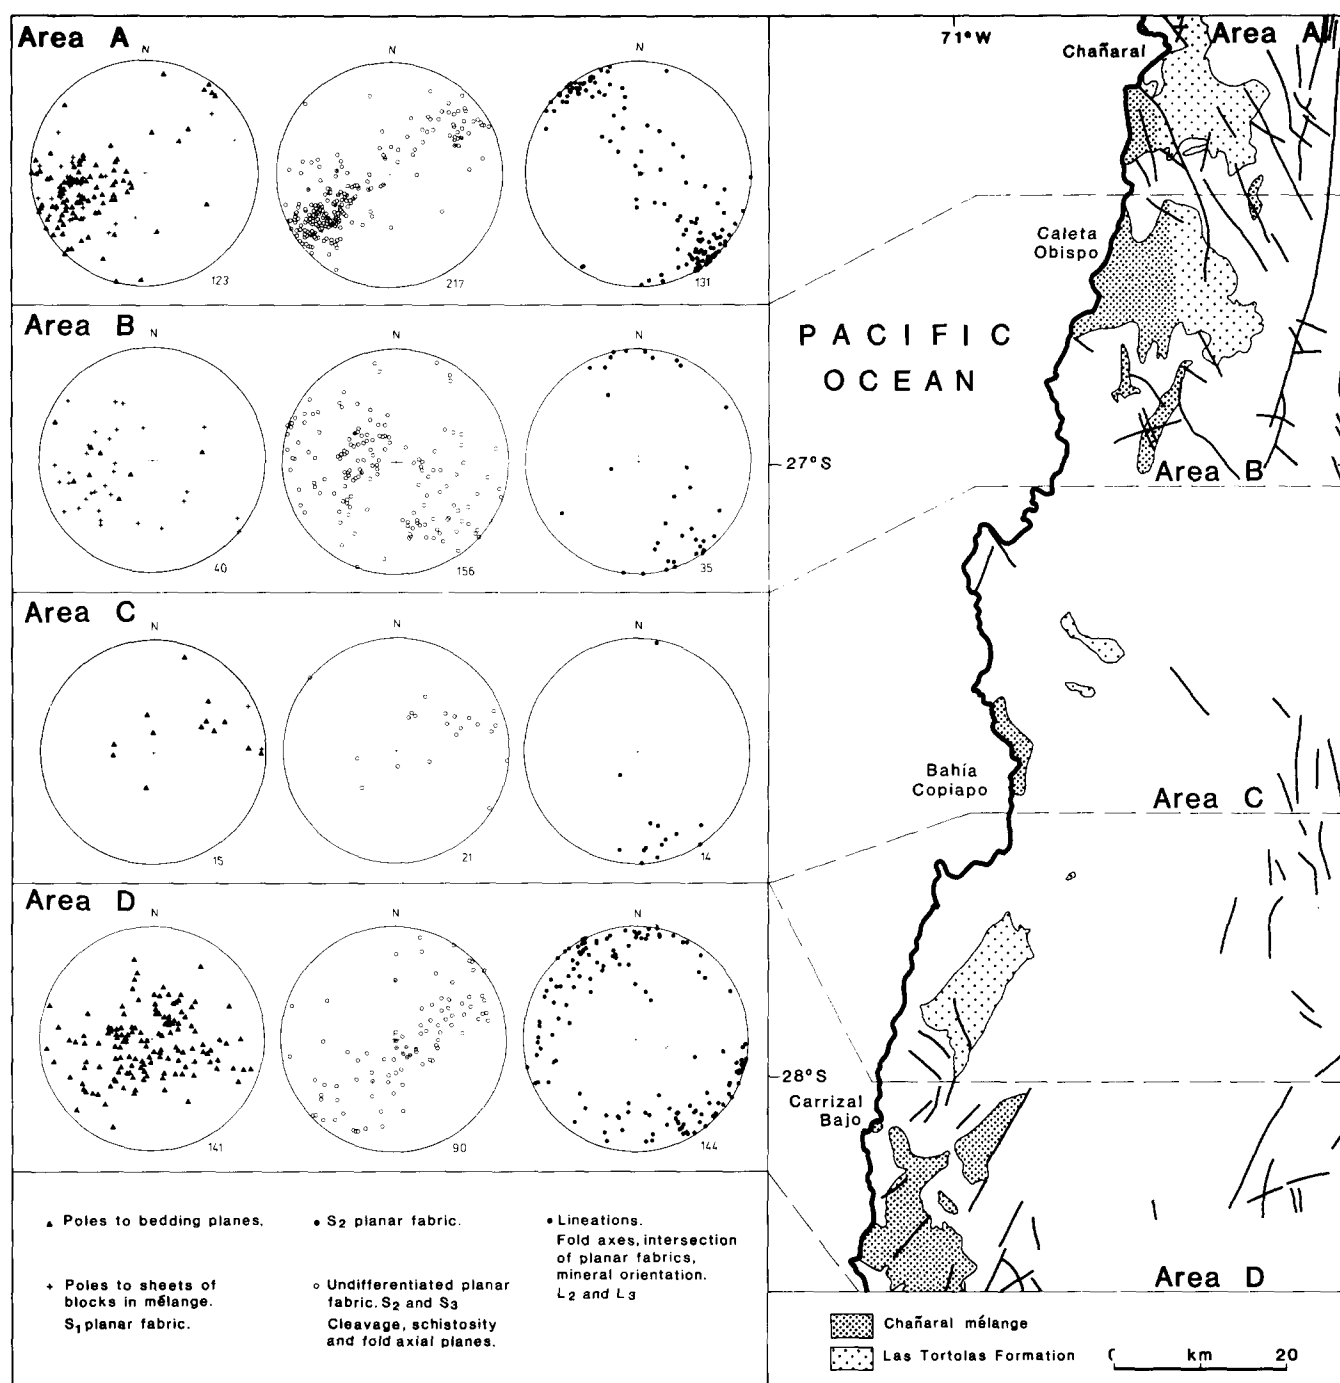 Area A
N
123
217
131
Area B
N
N
N
40
156
35
Area C
N
N
N
15
21
14
Area D
N
N
N
141
90
144
▲ Poles to bedding planes.
+ Poles to sheets of
blocks in mélange.
S1 planar fabric.
• S2 planar fabric.
○ Undifferentiated planar
fabric. S2 and S3
Cleavage, schistosity
and fold axial planes.
• Lineations.
Fold axes, intersection
of planar fabrics,
mineral orientation.
L2 and L3
71°W
Area A
Chañaral
Caleta
Obispo
PACIFIC
OCEAN
27°S
Area B
Bahía
Copiapo
Area C
28°S
Carrizal
Bajo
Area D
Chañaral mélange
Las Tortolas Formation
0 km 20